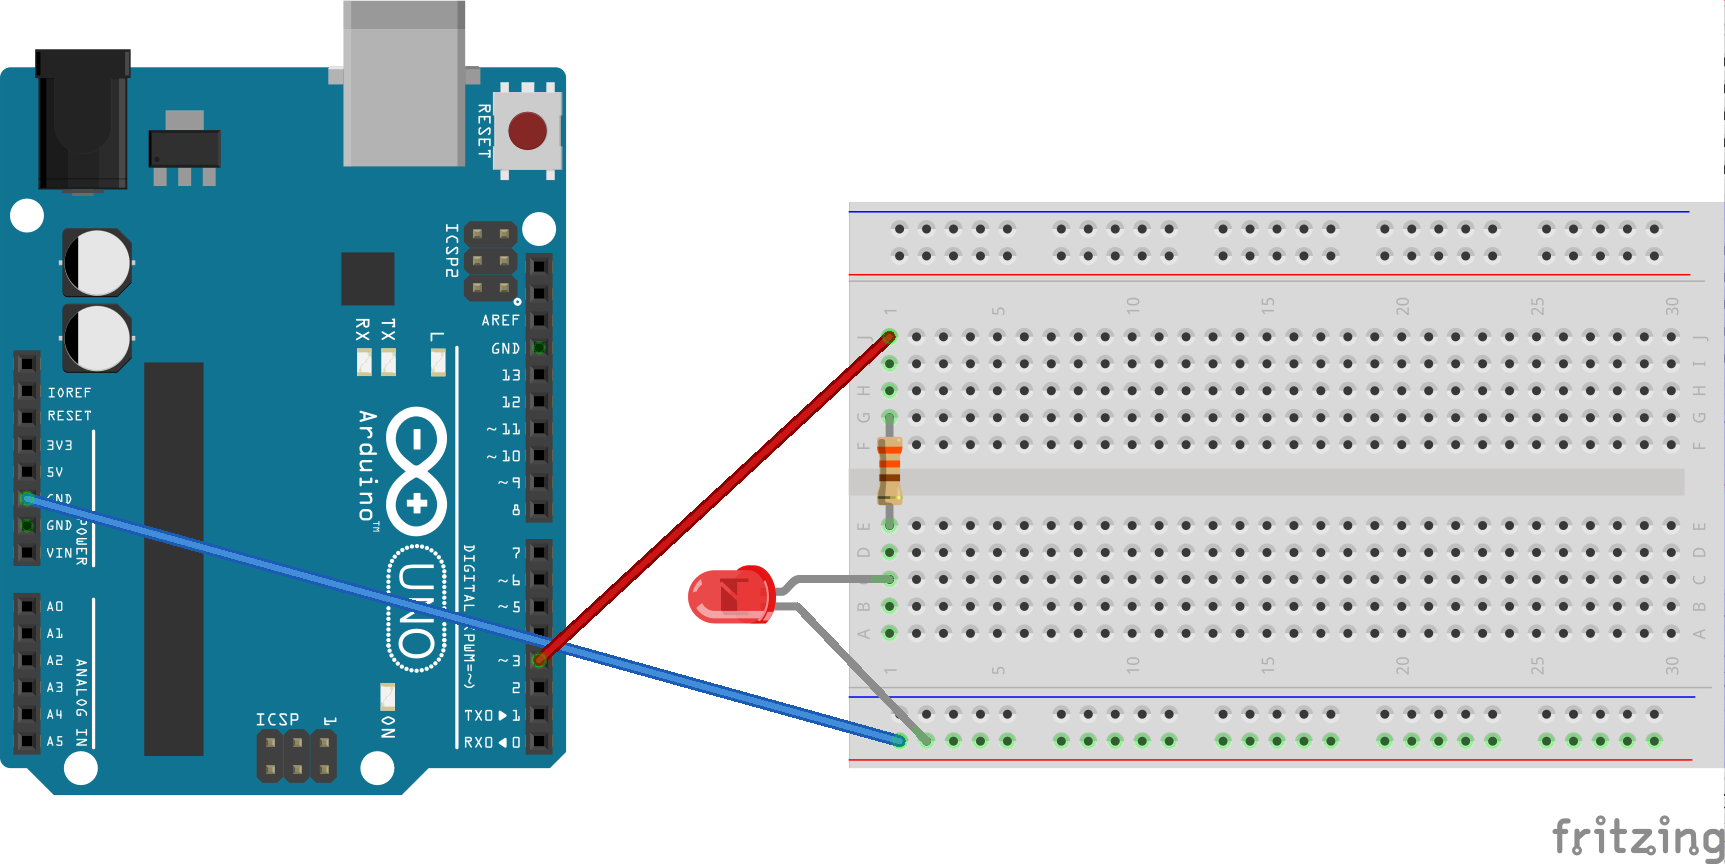 RESET
ICSP2
AREF
GND
13
12
~11
~10
~9
8
7
~6
~5
~3
2
TX0▶1
RX0◀0
DIGITAL (PWM=~)
RX
TX
L
Arduino™
UNO
IOREF
RESET
3V3
5V
GND
GND
VIN
POWER
A0
A1
A2
A3
A4
A5
ANALOG IN
ICSP
1
ON
1 5 10 15 20 25 30
J J
I
H H
G G
F F
E E
D D
C C
B B
A A
1 5 10 15 20 25 30
fritzing